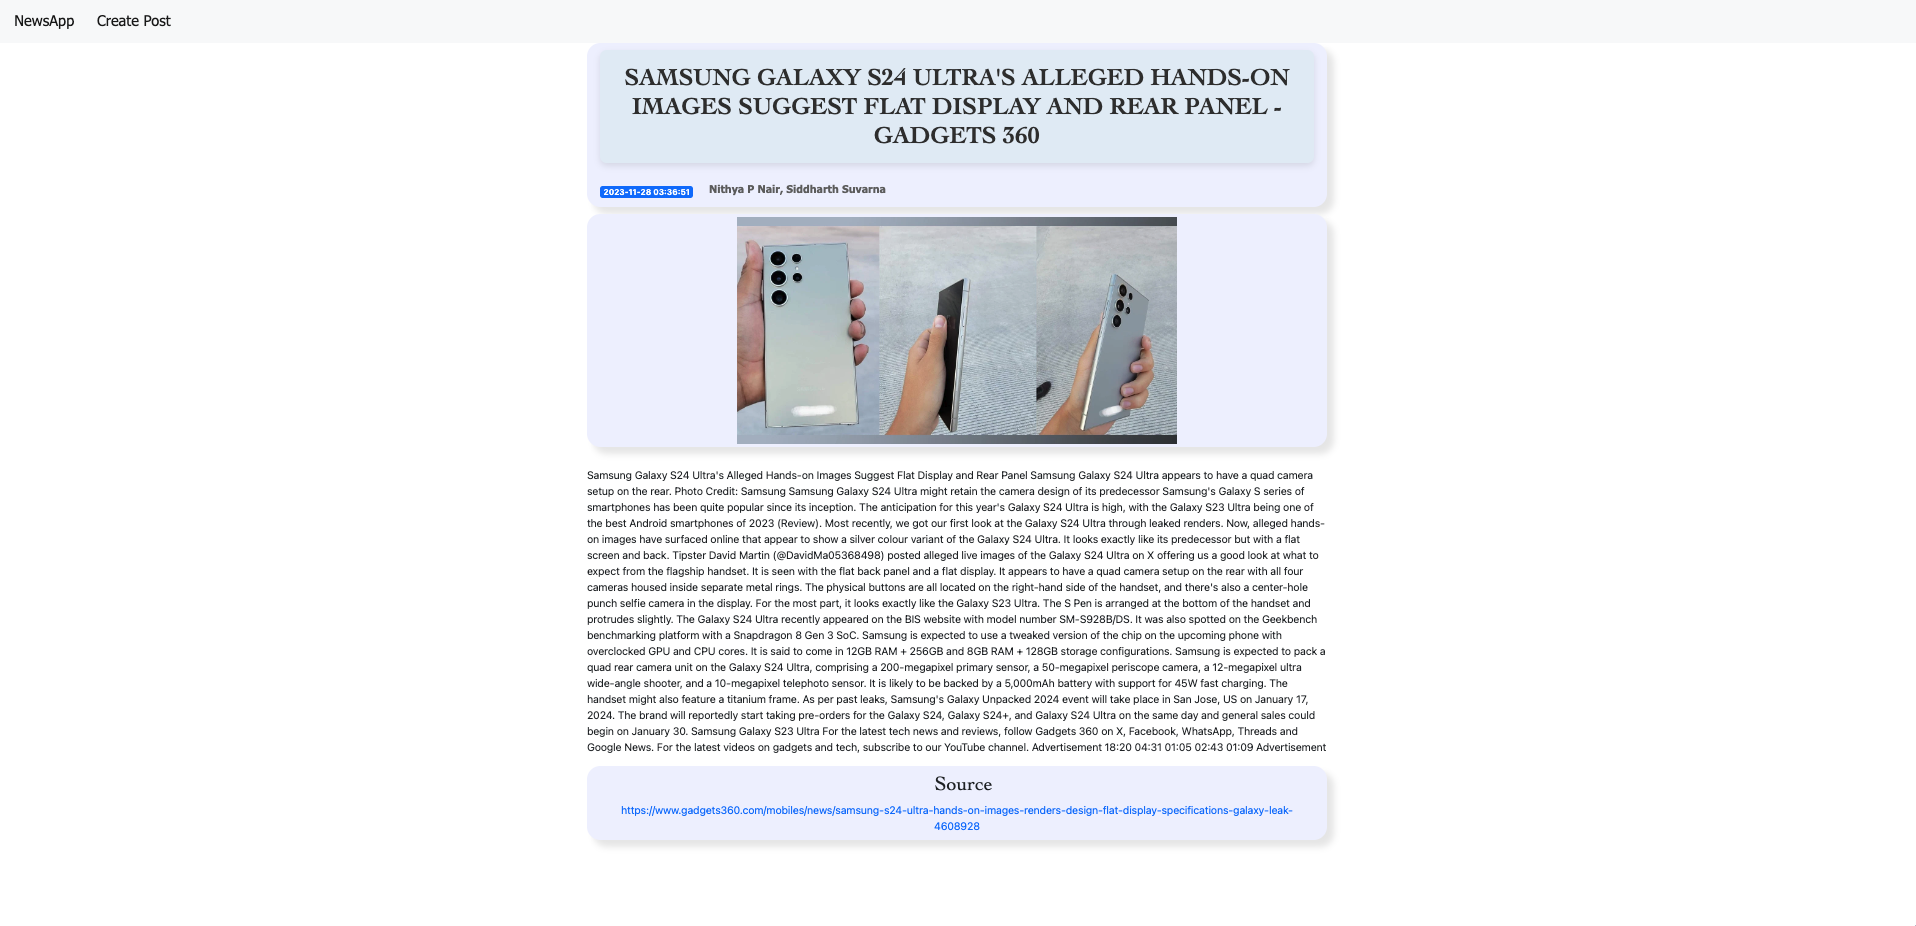 NewsApp Create Post
SAMSUNG GALAXY S24 ULTRA'S ALLEGED HANDS-ON
IMAGES SUGGEST FLAT DISPLAY AND REAR PANEL -
GADGETS 360
2023-11-28 03:36:51 Nithya P Nair, Siddharth Suvarna
Samsung Galaxy S24 Ultra's Alleged Hands-on Images Suggest Flat Display and Rear Panel Samsung Galaxy S24 Ultra appears to have a quad camera
setup on the rear. Photo Credit: Samsung Samsung Galaxy S24 Ultra might retain the camera design of its predecessor Samsung's Galaxy S series of
smartphones has been quite popular since its inception. The anticipation for this year's Galaxy S24 Ultra is high, with the Galaxy S23 Ultra being one of
the best Android smartphones of 2023 (Review). Most recently, we got our first look at the Galaxy S24 Ultra through leaked renders. Now, alleged hands-
on images have surfaced online that appear to show a silver colour variant of the Galaxy S24 Ultra. It looks exactly like its predecessor but with a flat
screen and back. Tipster David Martin (@DavidMa05368498) posted alleged live images of the Galaxy S24 Ultra on X offering us a good look at what to
expect from the flagship handset. It is seen with the flat back panel and a flat display. It appears to have a quad camera setup on the rear with all four
cameras housed inside separate metal rings. The physical buttons are all located on the right-hand side of the handset, and there's also a center-hole
punch selfie camera in the display. For the most part, it looks exactly like the Galaxy S23 Ultra. The S Pen is arranged at the bottom of the handset and
protrudes slightly. The Galaxy S24 Ultra recently appeared on the BIS website with model number SM-S928B/DS. It was also spotted on the Geekbench
benchmarking platform with a Snapdragon 8 Gen 3 SoC. Samsung is expected to use a tweaked version of the chip on the upcoming phone with
overclocked GPU and CPU cores. It is said to come in 12GB RAM + 256GB and 8GB RAM + 128GB storage configurations. Samsung is expected to pack a
quad rear camera unit on the Galaxy S24 Ultra, comprising a 200-megapixel primary sensor, a 50-megapixel periscope camera, a 12-megapixel ultra
wide-angle shooter, and a 10-megapixel telephoto sensor. It is likely to be backed by a 5,000mAh battery with support for 45W fast charging. The
handset might also feature a titanium frame. As per past leaks, Samsung's Galaxy Unpacked 2024 event will take place in San Jose, US on January 17,
2024. The brand will reportedly start taking pre-orders for the Galaxy S24, Galaxy S24+, and Galaxy S24 Ultra on the same day and general sales could
begin on January 30. Samsung Galaxy S23 Ultra For the latest tech news and reviews, follow Gadgets 360 on X, Facebook, WhatsApp, Threads and
Google News. For the latest videos on gadgets and tech, subscribe to our YouTube channel. Advertisement 18:20 04:31 01:05 02:43 01:09 Advertisement
Source
https://www.gadgets360.com/mobiles/news/samsung-s24-ultra-hands-on-images-renders-design-flat-display-specifications-galaxy-leak-
4608928